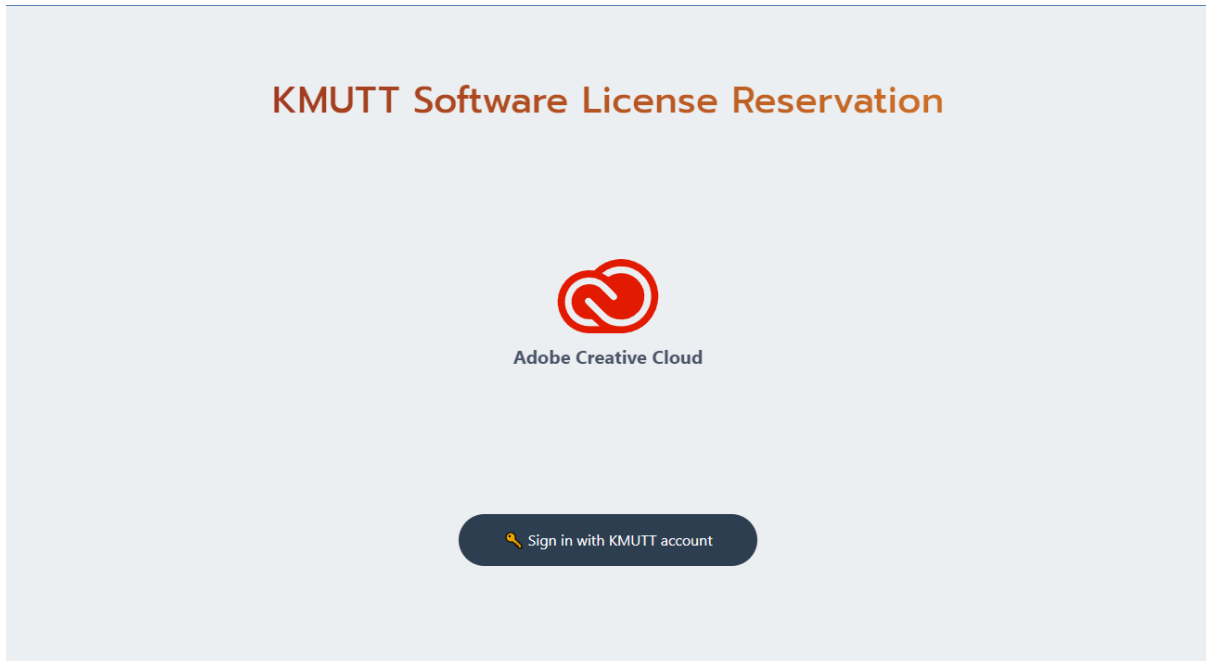 KMUTT Software License Reservation
Adobe Creative Cloud
Sign in with KMUTT account